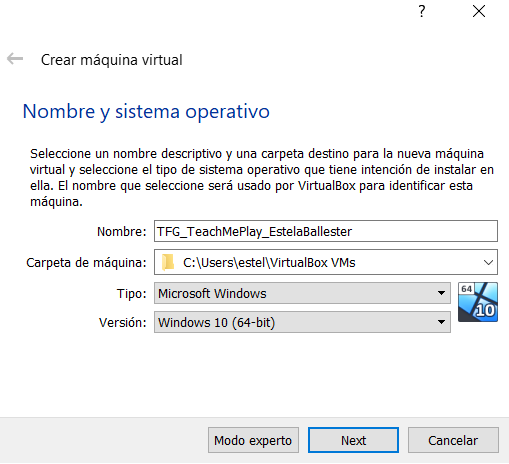 ?
Crear máquina virtual
Nombre y sistema operativo
Seleccione un nombre descriptivo y una carpeta destino para la nueva máquina
virtual y seleccione el tipo de sistema operativo que tiene intención de instalar en
ella. El nombre que seleccione será usado por VirtualBox para identificar esta
máquina.
Nombre: TFG_TeachMePlay_EstelaBallester
Carpeta de máquina: C:\Users\estel\VirtualBox VMs
Tipo: Microsoft Windows
64
Versión: Windows 10 (64-bit)
10
Modo experto Next Cancelar